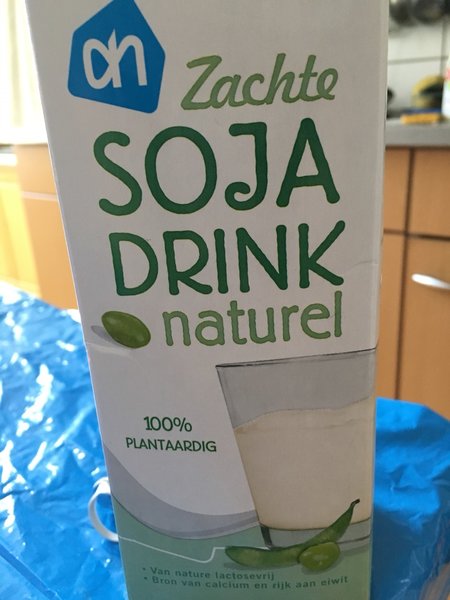 ah
Zachte
SOJA
DRINK
naturel
100%
PLANTAARDIG
• Van nature lactosevrij
• Bron van calcium en rijk aan eiwit